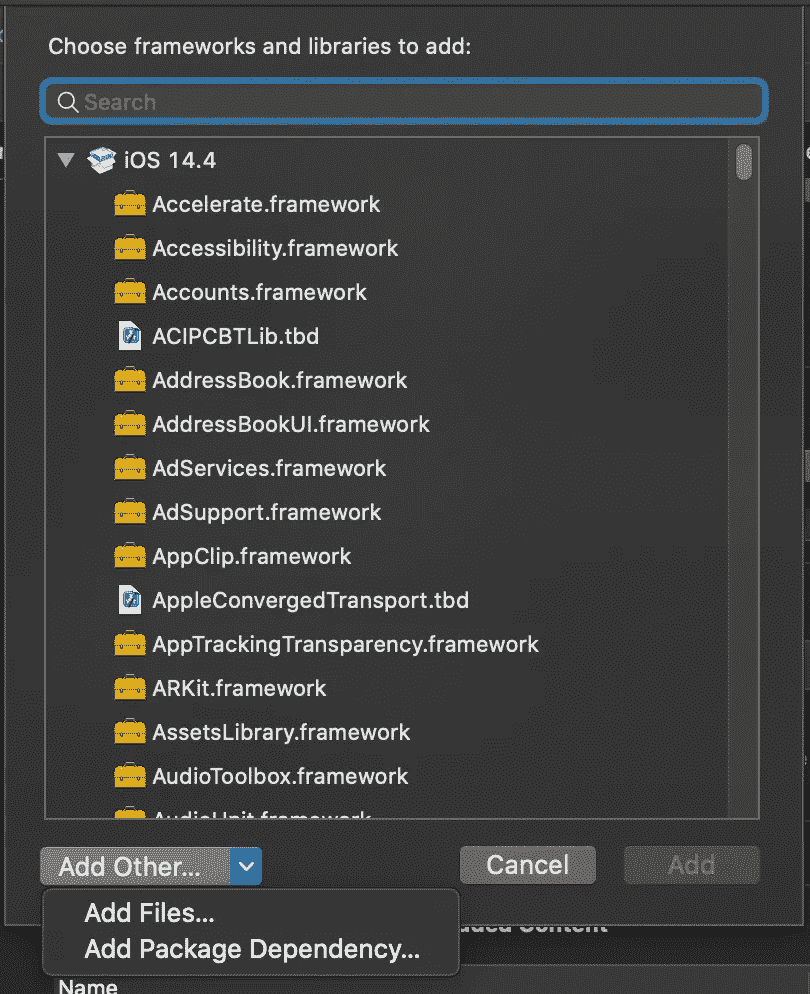 Choose frameworks and libraries to add:
Search
iOS 14.4
Accelerate.framework
Accessibility.framework
Accounts.framework
ACIPCBTLib.tbd
AddressBook.framework
AddressBookUI.framework
AdServices.framework
AdSupport.framework
AppClip.framework
AppleConvergedTransport.tbd
AppTrackingTransparency.framework
ARKit.framework
AssetsLibrary.framework
AudioToolbox.framework
AudioUnit.framework
Add Other...
Cancel
Add
Add Files...
Add Package Dependency...
Content
Name